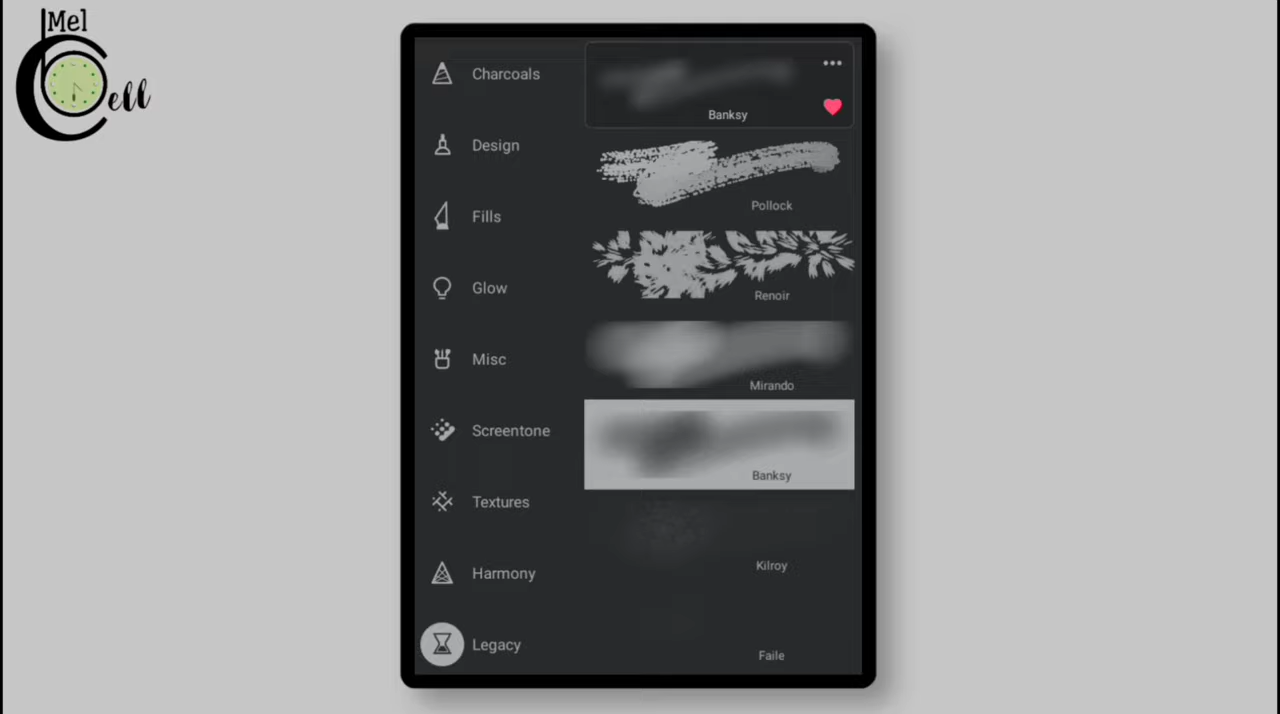 Mel
Cell
Charcoals
Design
Fills
Glow
Misc
Screentone
Textures
Harmony
Legacy
Banksy
Pollock
Renoir
Mirando
Banksy
Kilroy
Faile